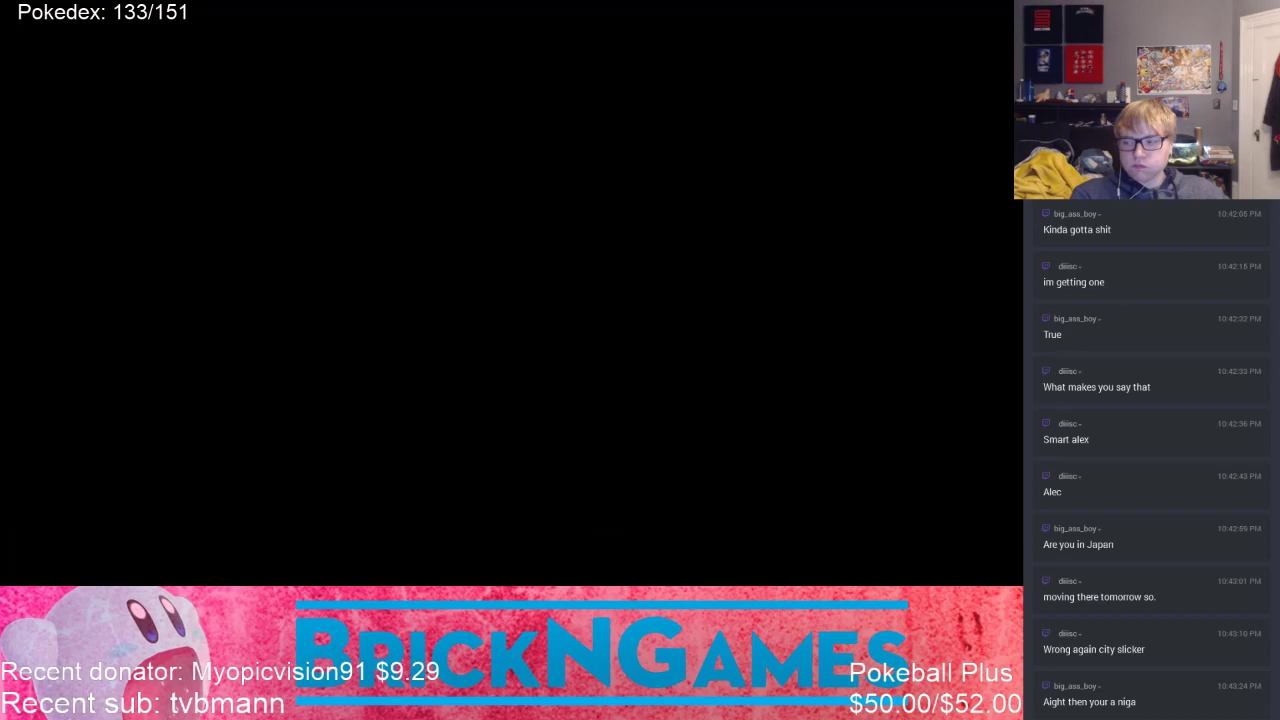 Pokedex: 133/151
big_ass_boy -
10:42:05 PM
Kinda gotta shit
diiisc -
10:42:15 PM
im getting one
big_ass_boy -
10:42:32 PM
True
diiisc -
10:42:33 PM
What makes you say that
diiisc -
10:42:36 PM
Smart alex
diiisc -
10:42:43 PM
Alec
big_ass_boy -
10:42:59 PM
Are you in Japan
diiisc -
10:43:01 PM
moving there tomorrow so.
diiisc -
10:43:10 PM
Wrong again city slicker
big_ass_boy -
10:43:24 PM
Aight then your a niga
BRICKNGAMES
Recent donator: Myopicvision91 $9.29
Recent sub: tvbmann
Pokeball Plus
$50.00/$52.00